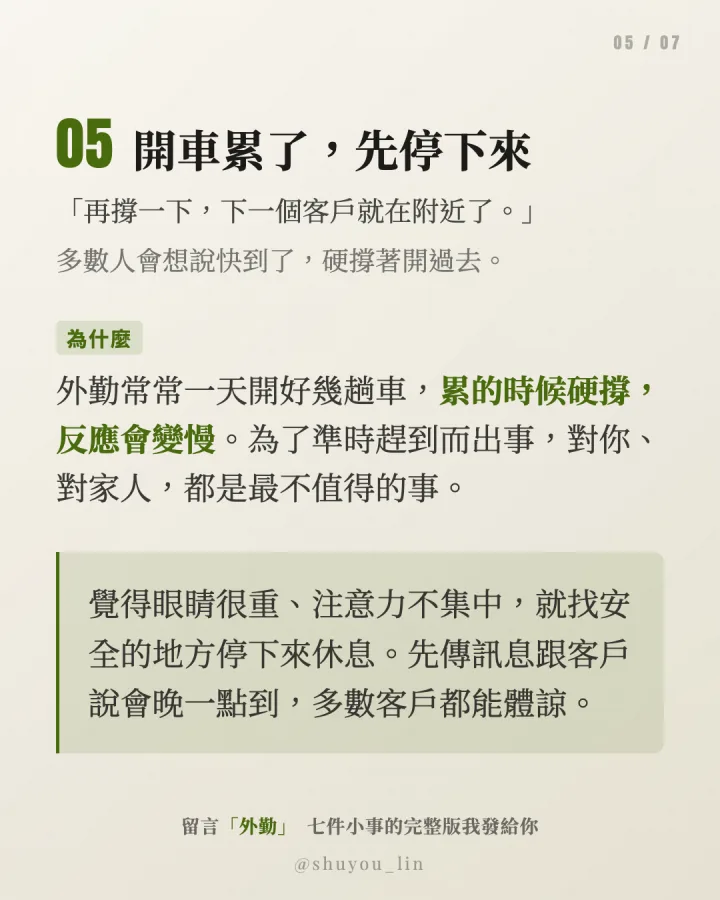 05 / 07
05 開車累了，先停下來
「再撐一下，下一個客戶就在附近了。」
多數人會想說快到了，硬撐著開過去。
為什麼
外勤常常一天開好幾趟車，累的時候硬撐，
反應會變慢。為了準時趕到而出事，對你、
對家人，都是最不值得的事。
覺得眼睛很重、注意力不集中，就找安
全的地方停下來休息。先傳訊息跟客戶
說會晚一點到，多數客戶都能體諒。
留言「外勤」 七件小事的完整版我發給你
@shuyou_lin